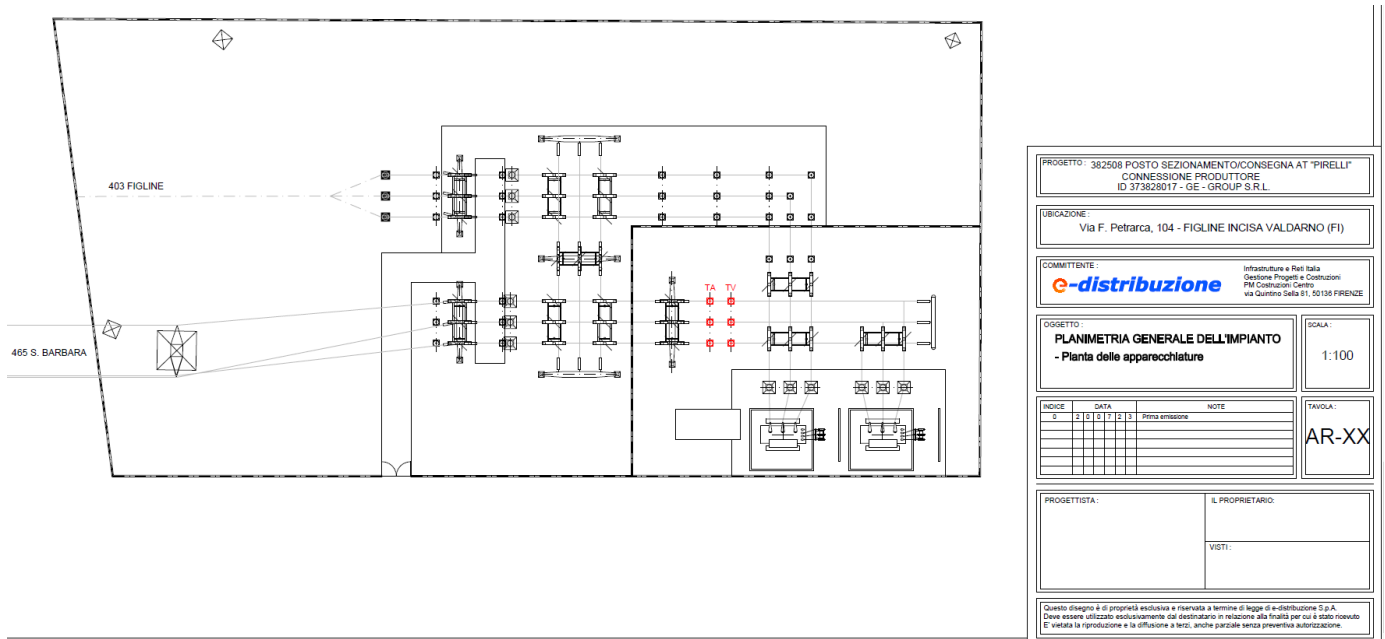 403 FIGLINE
465 S. BARBARA
TA TV
PROGETTO : 382508 POSTO SEZIONAMENTO/CONSEGNA AT "PIRELLI"
CONNESSIONE PRODUTTORE
ID 373828017 - GE - GROUP S.R.L.
UBICAZIONE :
Via F. Petrarca, 104 - FIGLINE INCISA VALDARNO (FI)
COMMITTENTE :
e-distribuzione
Infrastrutture e Reti Italia
Gestione Progetti e Costruzioni
PM Costruzioni Centro
via Quintino Sella 81, 50136 FIRENZE
OGGETTO :
PLANIMETRIA GENERALE DELL'IMPIANTO
- Pianta delle apparecchiature
SCALA :
1:100
INDICE DATA NOTE
0 2 0 0 7 2 3 Prima emissione
TAVOLA :
AR-XX
PROGETTISTA :
IL PROPRIETARIO:
VISTI :
Questo disegno è di proprietà esclusiva e riservata a termine di legge di e-distribuzione S.p.A.
Deve essere utilizzato esclusivamente dal destinatario in relazione alla finalità per cui è stato ricevuto
E' vietata la riproduzione e la diffusione a terzi, anche parziale senza preventiva autorizzazione.